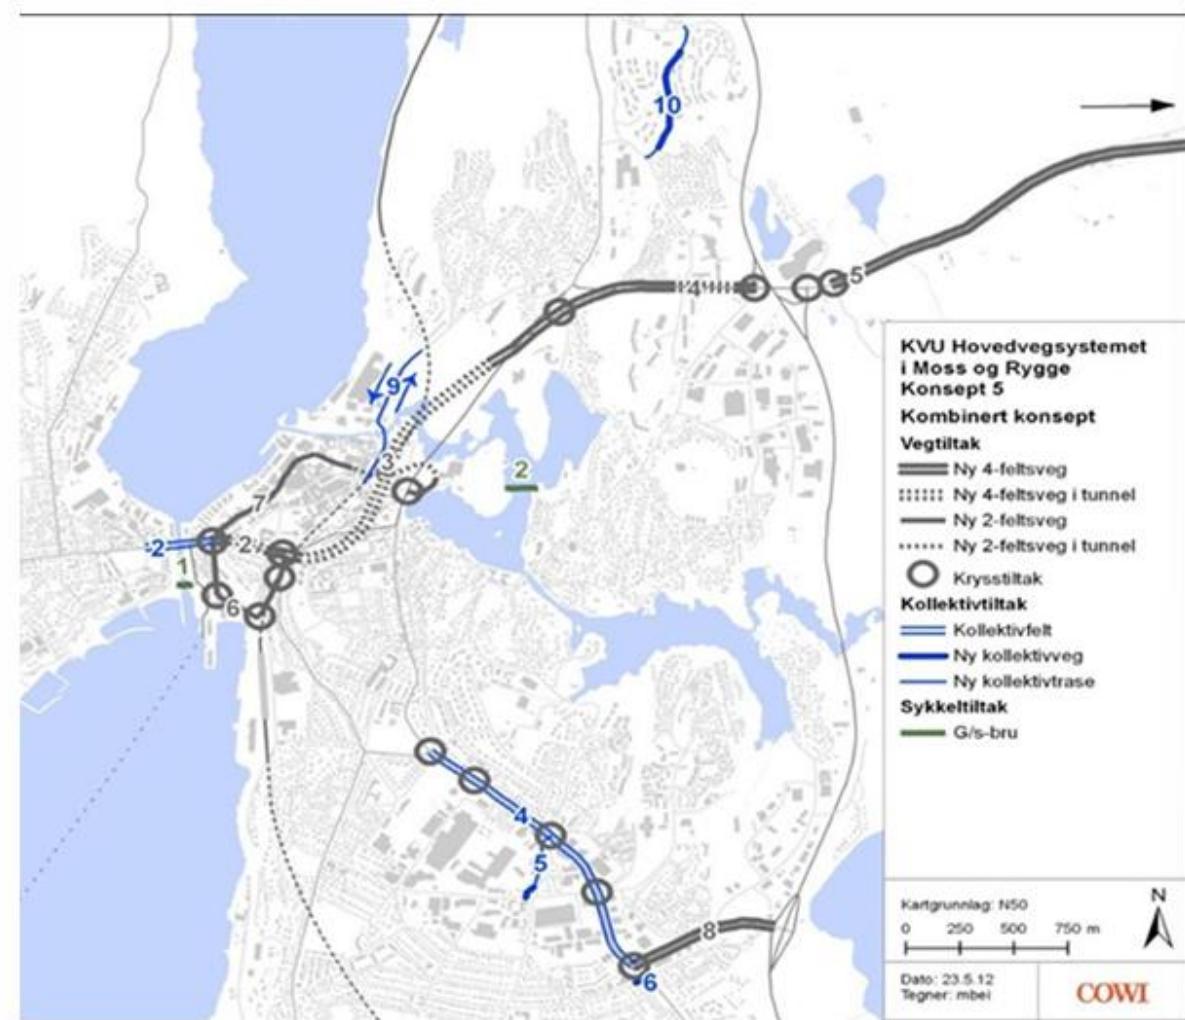 10
5
4
9
3
2
7
2
-2
1
6
4
5
8
6
KVU Hovedvegsystemet
i Moss og Rygge
Konsept 5
Kombinert konsept
Vegtiltak
Ny 4-feltsveg
Ny 4-feltsveg i tunnel
Ny 2-feltsveg
Ny 2-feltsveg i tunnel
Krysstiltak
Kollektivtiltak
Kollektivfelt
Ny kollektivveg
Ny kollektivtrase
Sykkeltiltak
G/s-bru
Kartgrunnlag: N50
N
0 250 500 750 m
Dato: 23.5.12
Tegner: mbei
COWI